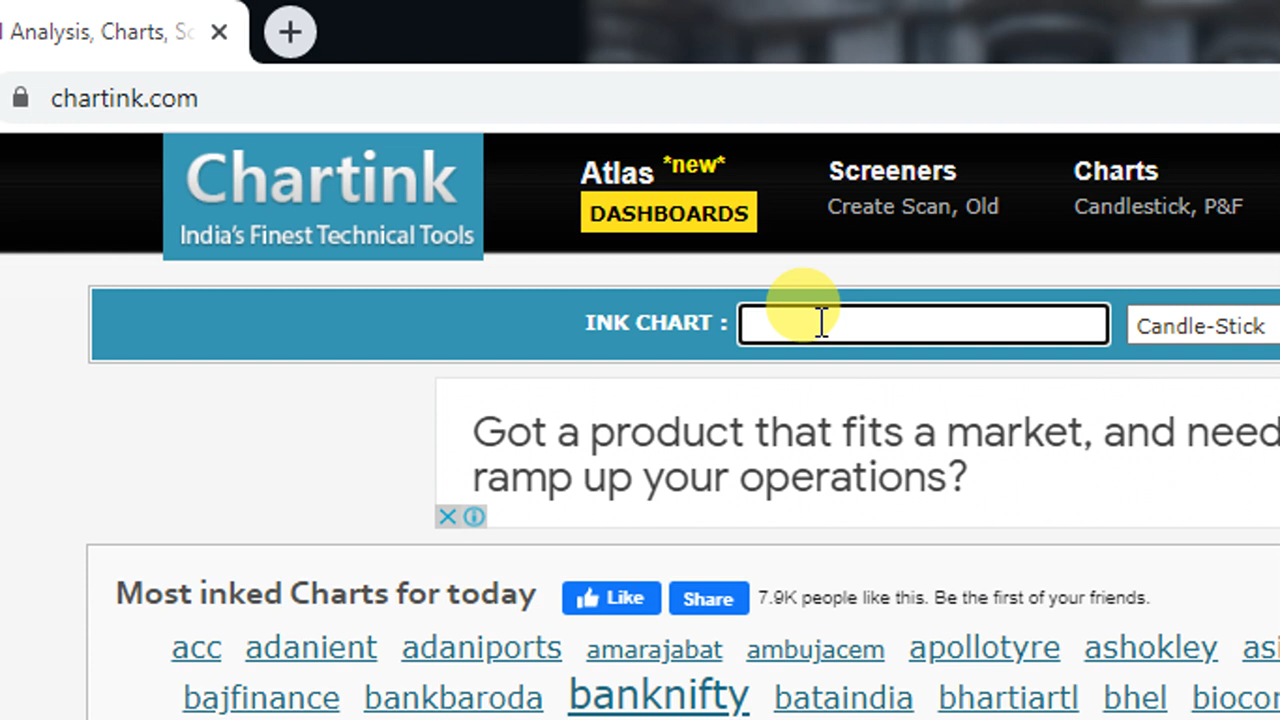 Analysis, Charts, Sc
chartink.com
Chartink
India's Finest Technical Tools
Atlas *new*
DASHBOARDS
Screeners
Create Scan, Old
Charts
Candlestick, P&F
INK CHART :
Candle-Stick
Got a product that fits a market, and need
ramp up your operations?
Most inked Charts for today
Like
Share
7.9K people like this. Be the first of your friends.
acc adanient adaniports amarajabat ambujacem apollotyre ashokley asi
bajfinance bankbaroda banknifty bataindia bhartiartl bhel biocon